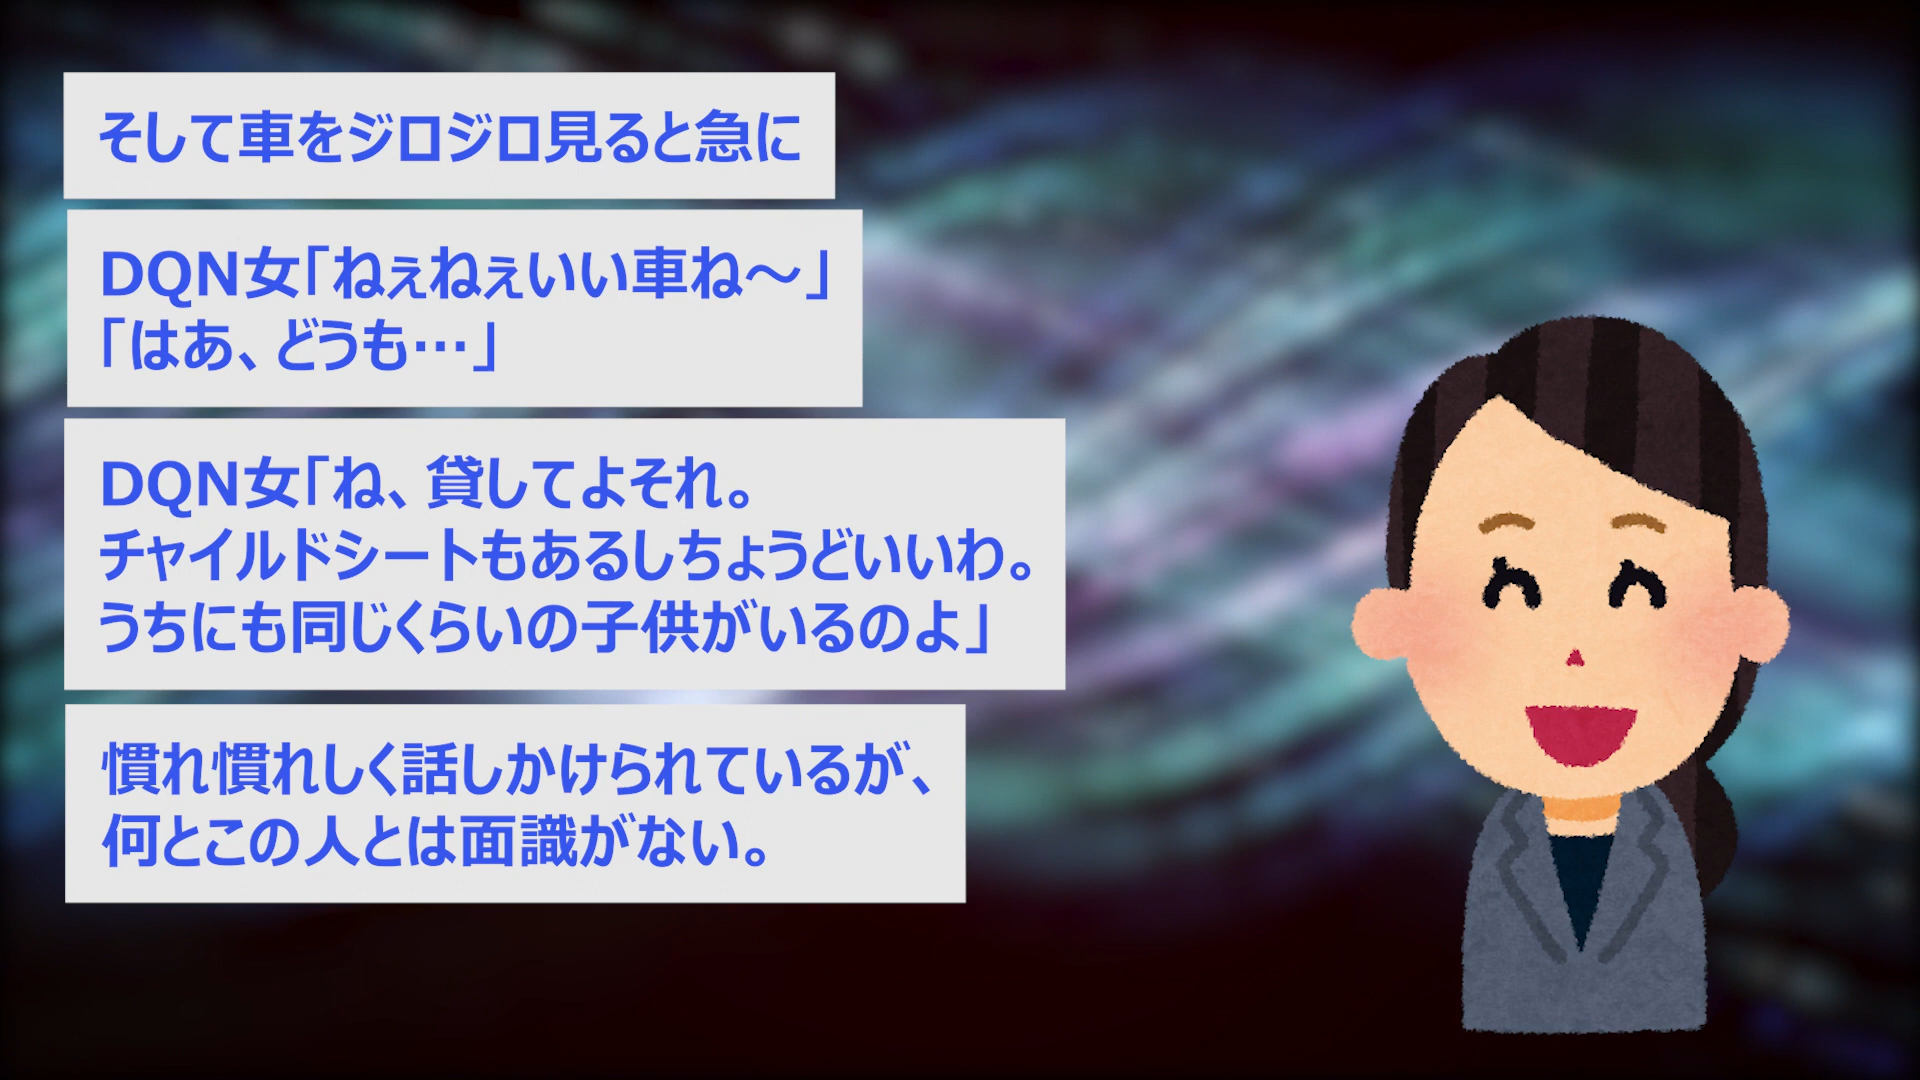 そして車をジロジロ見ると急に
DQN女「ねぇねぇいい車ね～」
「はあ、どうも…」
DQN女「ね、貸してよそれ。
チャイルドシートもあるしちょうどいいわ。
うちにも同じくらいの子供がいるのよ」
慣れ慣れしく話しかけられているが、
何とこの人とは面識がない。